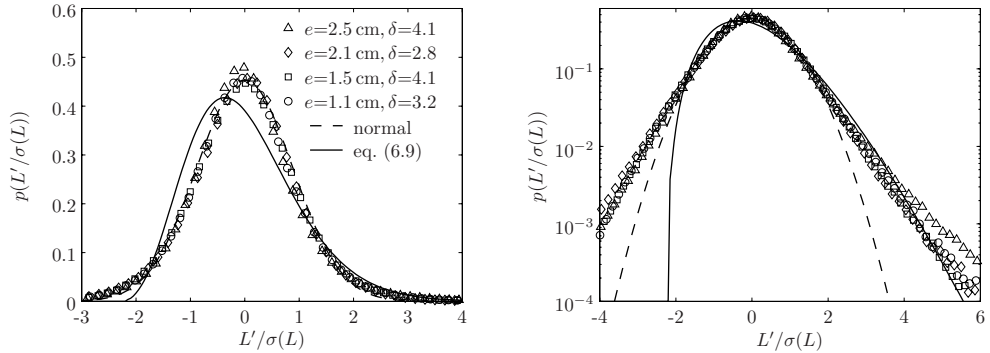 0.6
0.5
0.4
0.3
0.2
0.1
0
p(L′/σ(L))
-3 -2 -1 0 1 2 3 4
L′/σ(L)
e=2.5 cm, δ=4.1
e=2.1 cm, δ=2.8
e=1.5 cm, δ=4.1
e=1.1 cm, δ=3.2
normal
eq. (6.9)
10⁻¹
10⁻²
10⁻³
10⁻⁴
p(L′/σ(L))
-4 -2 0 2 4 6
L′/σ(L)